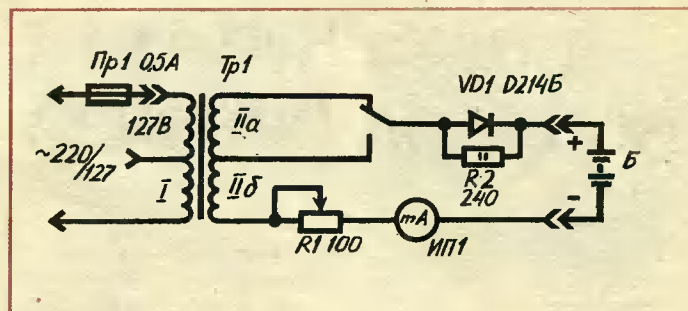 Пр1 0,5А
Тр1
127В
~220/127
I
IIа
IIб
VD1 D214Б
R2
240
+
Б
-
R1 100
mA
ИП1